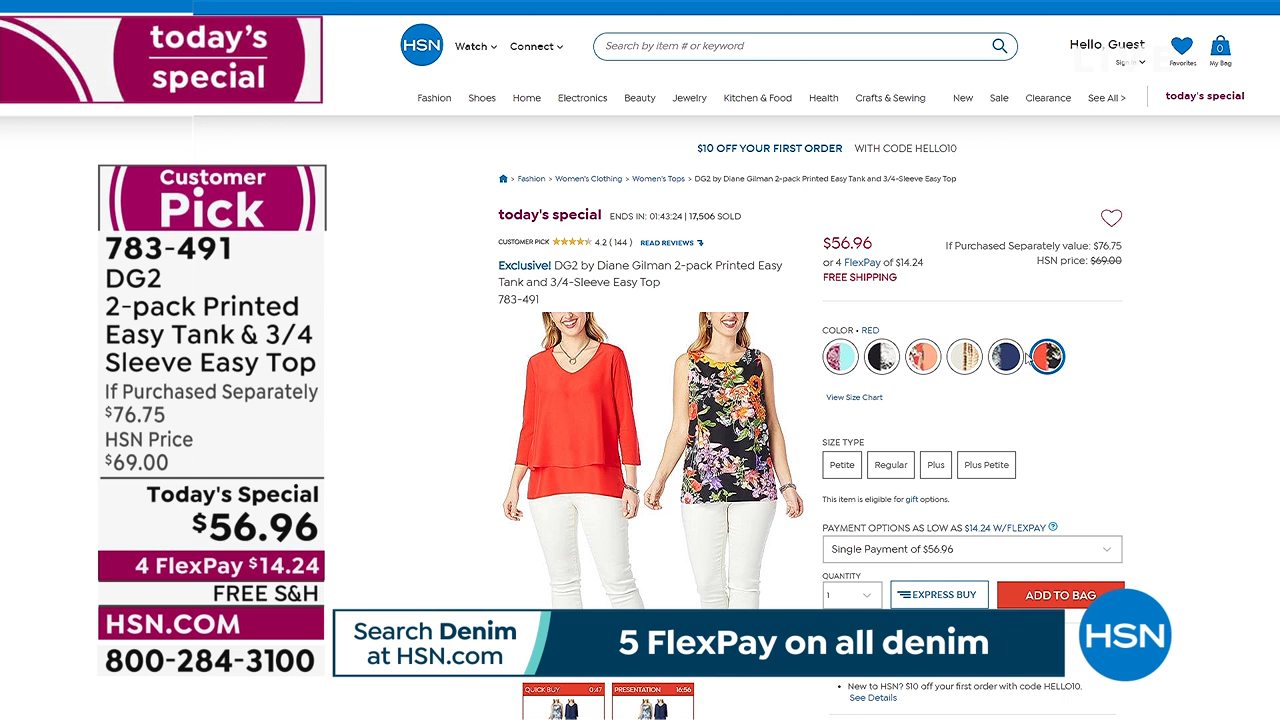 today's
special
HSN
Watch
Connect
Search by item # or keyword
Hello, Guest
Sign In
Favorites
0
My Bag
Fashion
Shoes
Home
Electronics
Beauty
Jewelry
Kitchen & Food
Health
Crafts & Sewing
New
Sale
Clearance
See All >
today's special
$10 OFF YOUR FIRST ORDER WITH CODE HELLO10
> Fashion > Women's Clothing > Women's Tops > DG2 by Diane Gilman 2-pack Printed Easy Tank and 3/4-Sleeve Easy Top
Customer
Pick
783-491
DG2
2-pack Printed
Easy Tank & 3/4
Sleeve Easy Top
If Purchased Separately
$76.75
HSN Price
$69.00
Today's Special
$56.96
4 FlexPay $14.24
FREE S&H
HSN.COM
800-284-3100
today's special ENDS IN: 01:43:24 | 17,506 SOLD
CUSTOMER PICK 4.2 ( 144 ) READ REVIEWS
Exclusive! DG2 by Diane Gilman 2-pack Printed Easy
Tank and 3/4-Sleeve Easy Top
783-491
$56.96
or 4 FlexPay of $14.24
FREE SHIPPING
If Purchased Separately value: $76.75
HSN price: $69.00
COLOR • RED
View Size Chart
SIZE TYPE
Petite
Regular
Plus
Plus Petite
This item is eligible for gift options.
PAYMENT OPTIONS AS LOW AS $14.24 W/FLEXPAY ?
Single Payment of $56.96
QUANTITY
1
EXPRESS BUY
ADD TO BAG
Search Denim
at HSN.com
5 FlexPay on all denim
HSN
QUICK BUY 0:47
PRESENTATION 16:56
• New to HSN? $10 off your first order with code HELLO10.
See Details